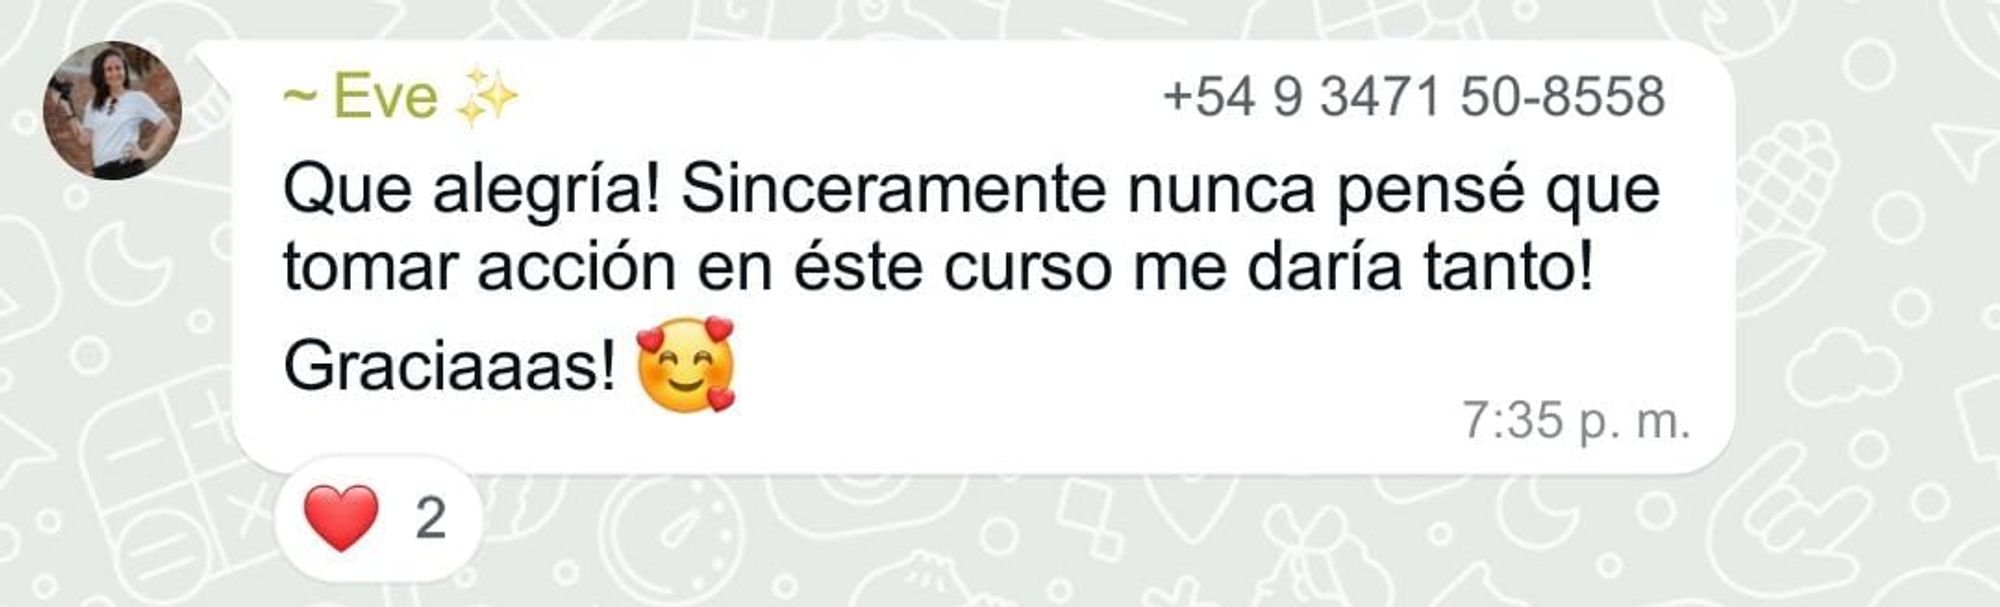 ~ Eve ✨ +54 9 3471 50-8558
Que alegría! Sinceramente nunca pensé que
tomar acción en éste curso me daría tanto!
Graciaaas! 🥰
7:35 p. m.
❤️ 2